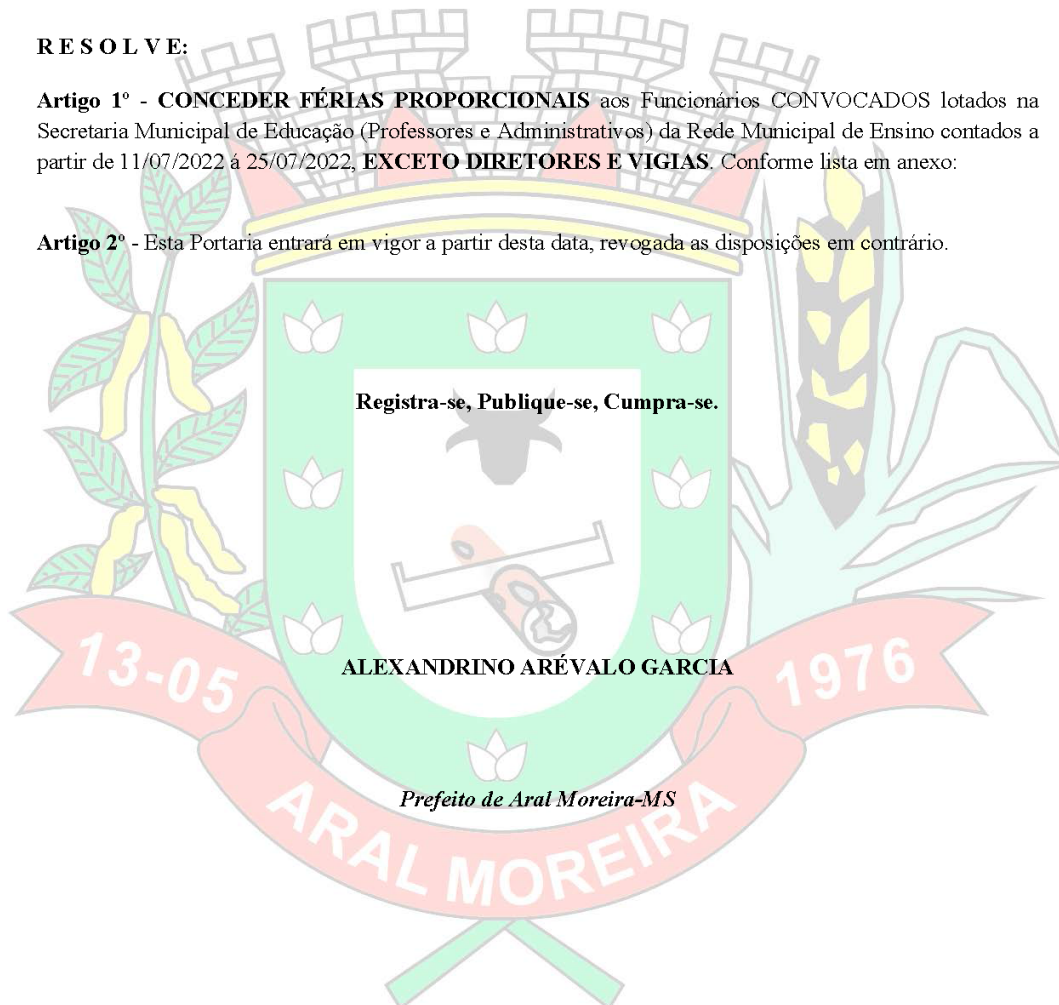 R E S O L V E:
Artigo 1º - CONCEDER FÉRIAS PROPORCIONAIS aos Funcionários CONVOCADOS lotados na
Secretaria Municipal de Educação (Professores e Administrativos) da Rede Municipal de Ensino contados a
partir de 11/07/2022 á 25/07/2022, EXCETO DIRETORES E VIGIAS. Conforme lista em anexo:
Artigo 2º - Esta Portaria entrará em vigor a partir desta data, revogada as disposições em contrário.
Registra-se, Publique-se, Cumpra-se.
ALEXANDRINO ARÉVALO GARCIA
13-05
1976
Prefeito de Aral Moreira-MS
ARAL MOREIRA